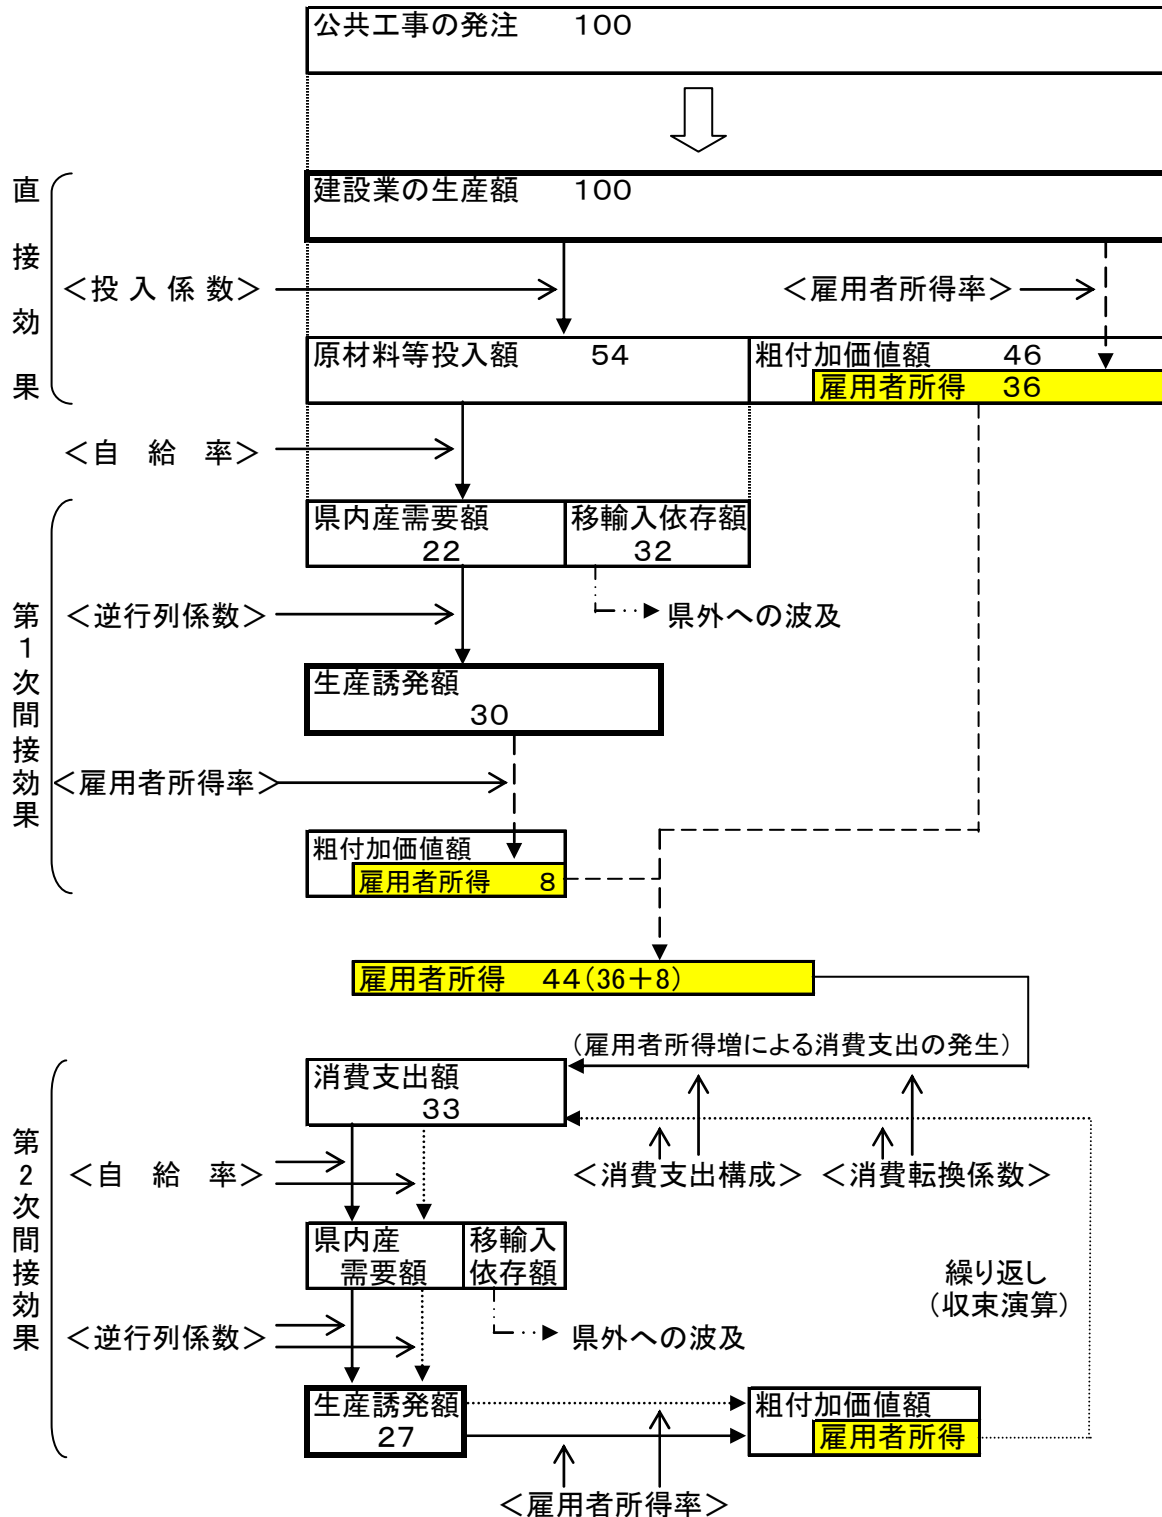 公共工事の発注　１００
建設業の生産額　１００
直接効果
＜投 入 係 数＞
＜雇用者所得率＞
原材料等投入額　５４
粗付加価値額　４６
雇用者所得　３６
＜自　給　率＞
県内産需要額
２２
移輸入依存額
３２
第１次間接効果
＜逆行列係数＞
県外への波及
生産誘発額
３０
＜雇用者所得率＞
粗付加価値額
雇用者所得　８
雇用者所得　４４（３６＋８）
（雇用者所得増による消費支出の発生）
消費支出額
３３
第２次間接効果
＜自　給　率＞
＜消費支出構成＞
＜消費転換係数＞
県内産
需要額
移輸入
依存額
繰り返し
（収束演算）
＜逆行列係数＞
県外への波及
生産誘発額
２７
粗付加価値額
雇用者所得
＜雇用者所得率＞